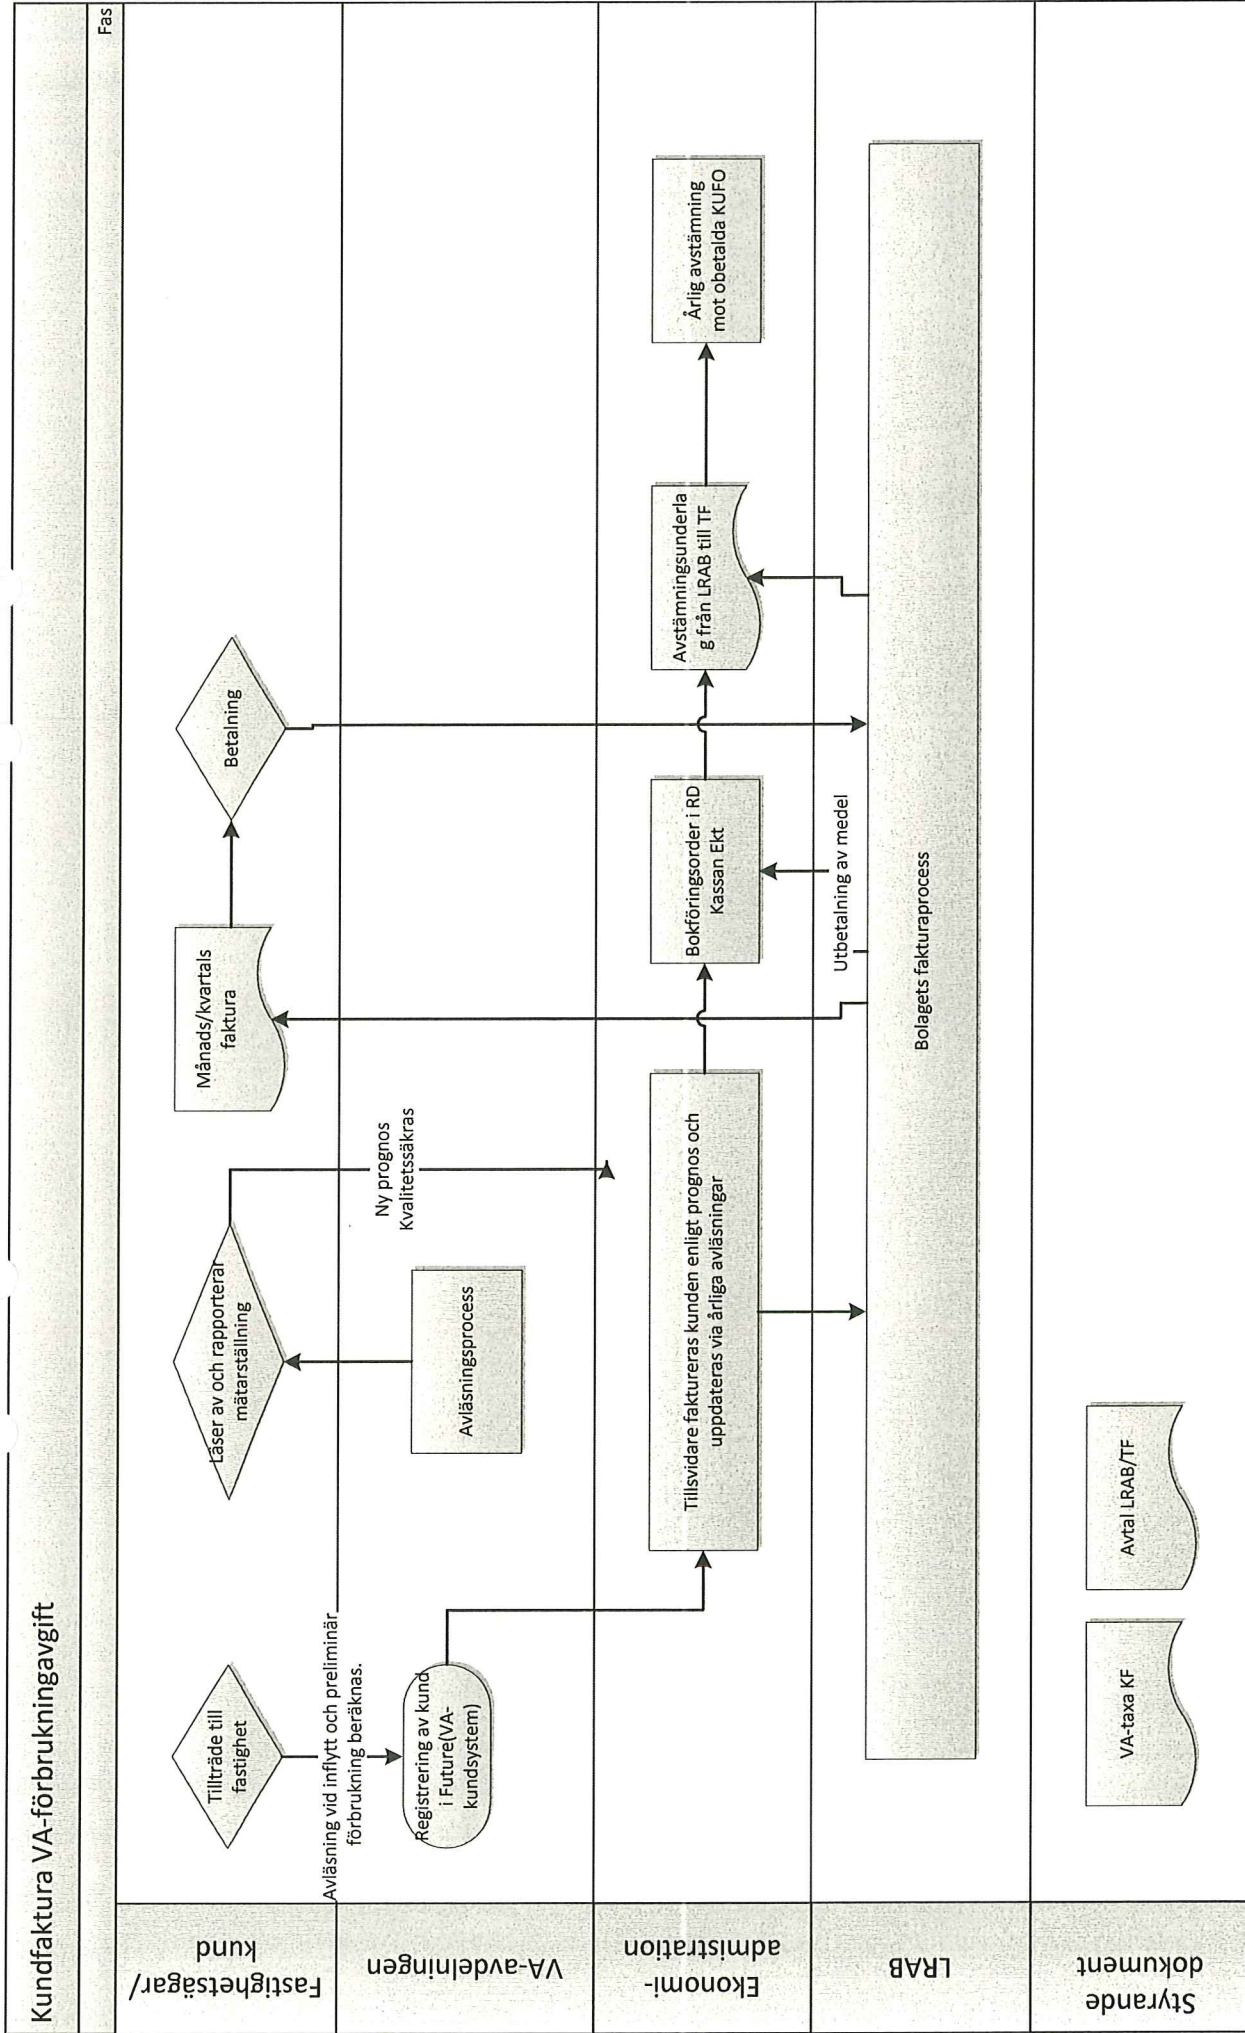 Kundfaktura VA-förbrukningavgift
Fas
Fastighetsägar/
kund
Tillträde till
fastighet
Läser av och rapporterar
mätarställning
Månads/kvartals
faktura
Betalning
Avläsning vid inflytt och preliminär
förbrukning beräknas.
VA-avdelningen
Registrering av kund
i Future(VA-
kundsystem)
Avläsningsprocess
Ny prognos
Kvalitetssäkras
Ekonomi-
admistration
Tillsvidare faktureras kunden enligt prognos och
uppdateras via årliga avläsningar
Bokföringsorder i RD
Kassan Ekt
Avstämningsunderla
g från LRAB till TF
Årlig avstämning
mot obetalda KUFO
LRAB
Utbetalning av medel
Bolagets fakturaprocess
Styrande
dokument
VA-taxa KF
Avtal LRAB/TF